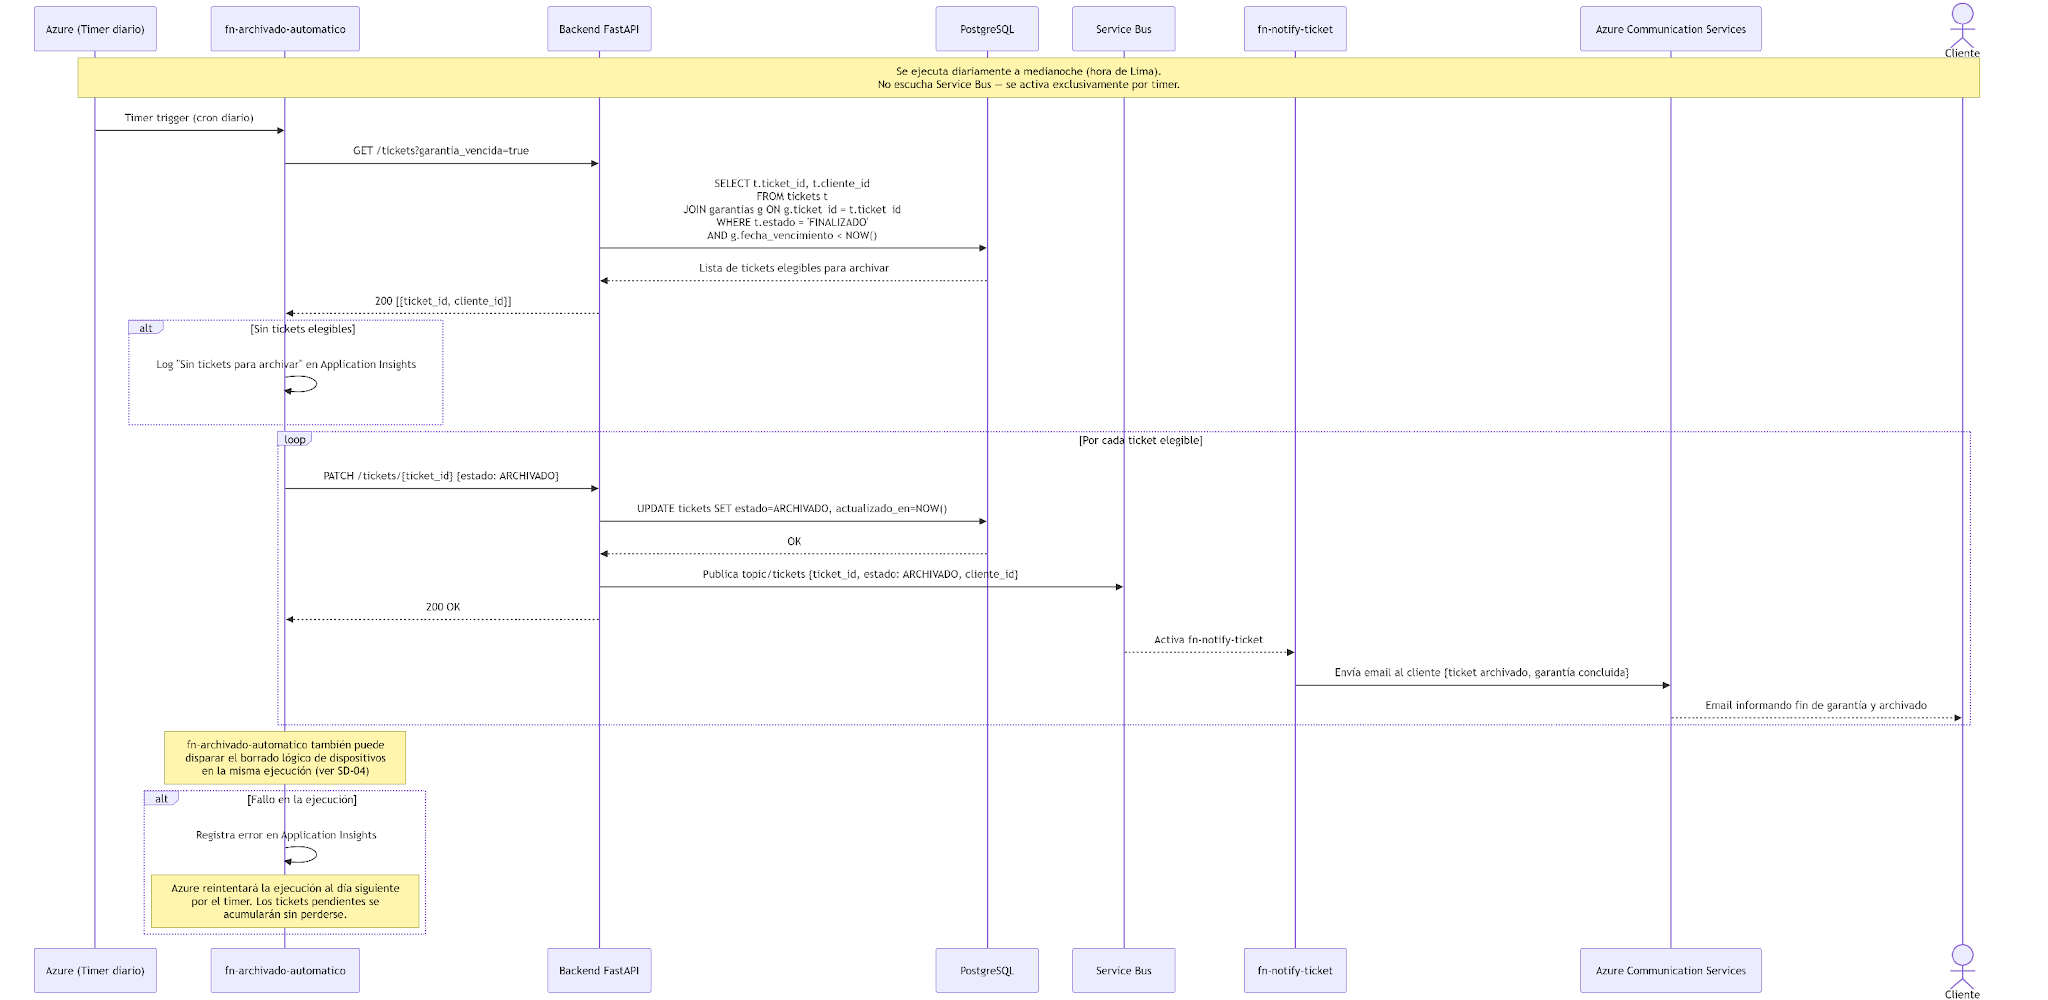 Azure (Timer diario)
fn-archivado-automatico
Backend FastAPI
PostgreSQL
Service Bus
fn-notify-ticket
Azure Communication Services
Cliente
Se ejecuta diariamente a medianoche (hora de Lima).
No escucha Service Bus — se activa exclusivamente por timer.
Timer trigger (cron diario)
GET /tickets?garantia_vencida=true
SELECT t.ticket_id, t.cliente_id
FROM tickets t
JOIN garantias g ON g.ticket_id = t.ticket_id
WHERE t.estado = 'FINALIZADO'
AND g.fecha_vencimiento < NOW()
Lista de tickets elegibles para archivar
200 [{ticket_id, cliente_id}]
alt
[Sin tickets elegibles]
Log "Sin tickets para archivar" en Application Insights
loop
[Por cada ticket elegible]
PATCH /tickets/{ticket_id} {estado: ARCHIVADO}
UPDATE tickets SET estado=ARCHIVADO, actualizado_en=NOW()
OK
Publica topic/tickets {ticket_id, estado: ARCHIVADO, cliente_id}
200 OK
Activa fn-notify-ticket
Envía email al cliente {ticket archivado, garantía concluida}
Email informando fin de garantía y archivado
fn-archivado-automatico también puede
disparar el borrado lógico de dispositivos
en la misma ejecución (ver SD-04)
alt
[Fallo en la ejecución]
Registra error en Application Insights
Azure reintentará la ejecución al día siguiente
por el timer. Los tickets pendientes se
acumularán sin perderse.
Azure (Timer diario)
fn-archivado-automatico
Backend FastAPI
PostgreSQL
Service Bus
fn-notify-ticket
Azure Communication Services
Cliente